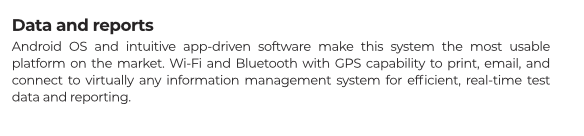 Data and reports
Android OS and intuitive app-driven software make this system the most usable
platform on the market. Wi-Fi and Bluetooth with GPS capability to print, email, and
connect to virtually any information management system for efficient, real-time test
data and reporting.